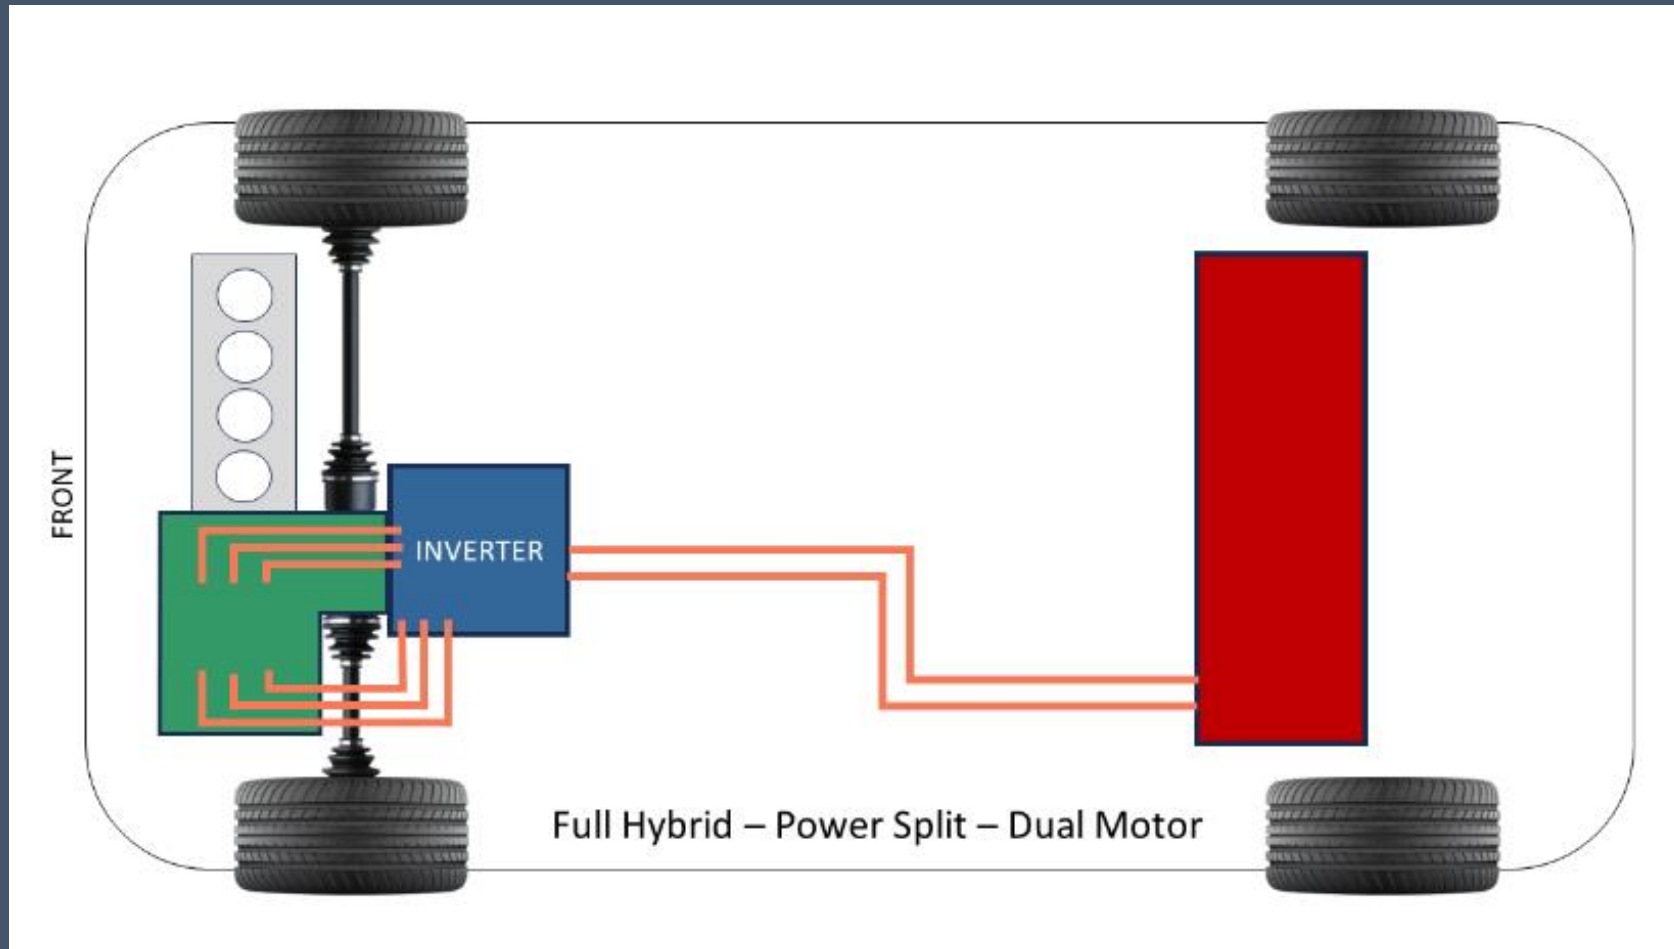 FRONT
INVERTER
Full Hybrid – Power Split – Dual Motor